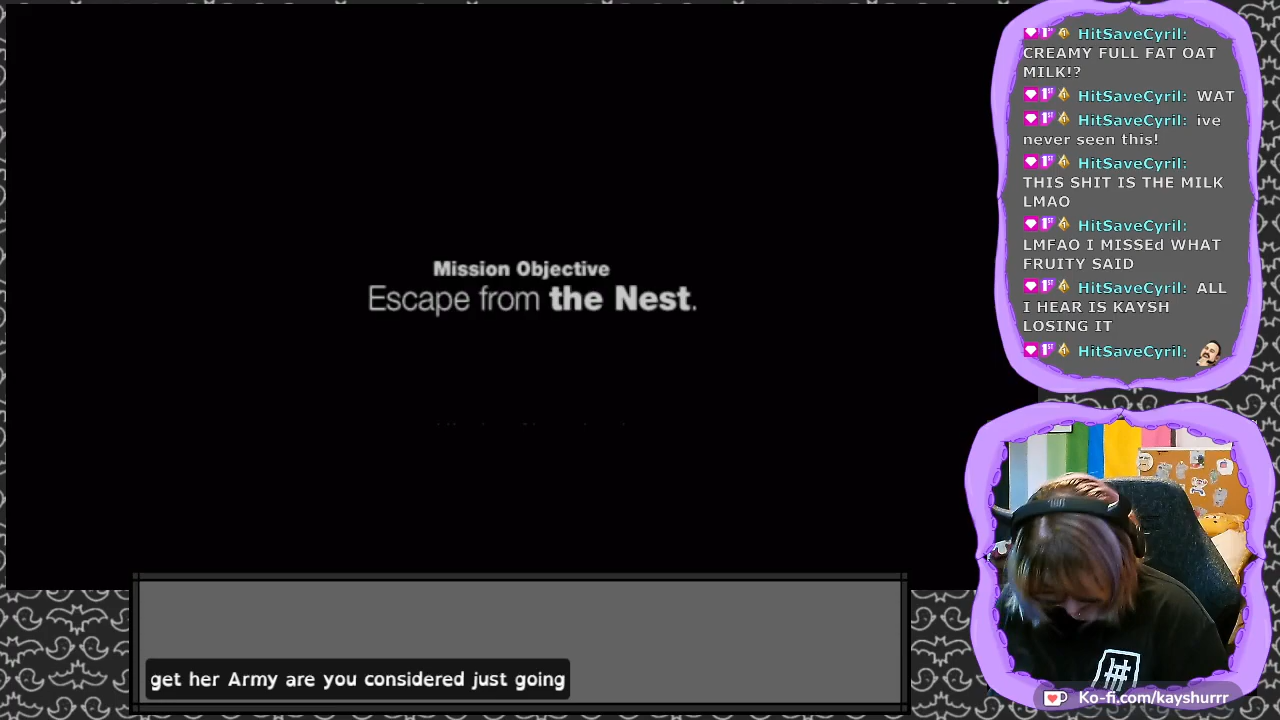 HitSaveCyril:
CREAMY FULL FAT OAT
MILK!?
HitSaveCyril: WAT
HitSaveCyril: ive
never seen this!
HitSaveCyril:
THIS SHIT IS THE MILK
LMAO
HitSaveCyril:
LMFAO I MISSEd WHAT
FRUITY SAID
HitSaveCyril: ALL
I HEAR IS KAYSH
LOSING IT
HitSaveCyril:
Mission Objective
Escape from the Nest.
get her Army are you considered just going
Ko-fi.com/kayshurrr